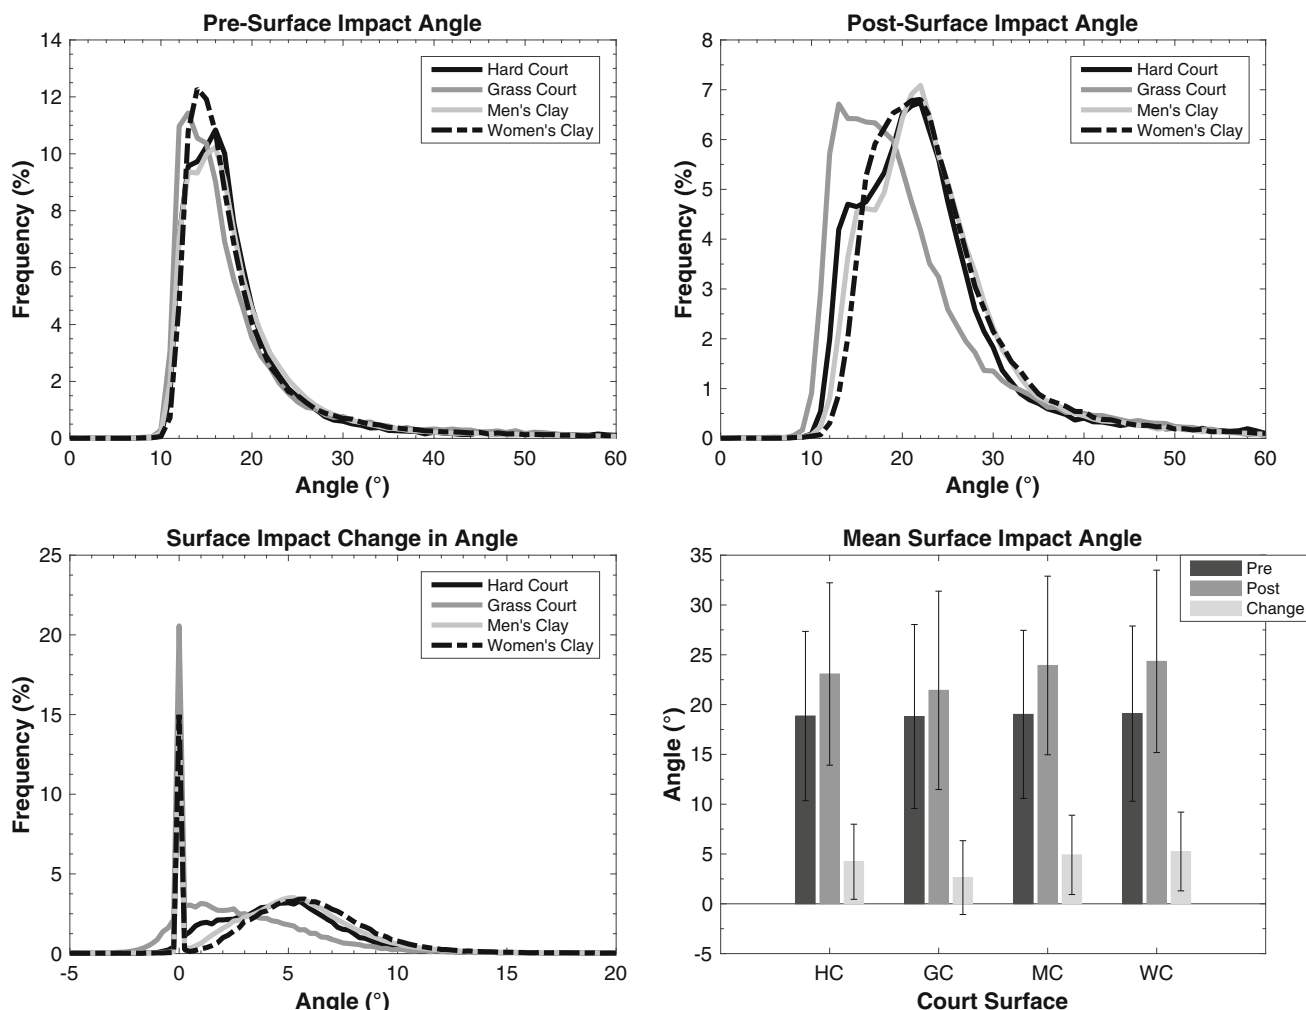 Pre-Surface Impact Angle
14
12
10
8
6
4
2
0
Frequency (%)
Hard Court
Grass Court
Men's Clay
Women's Clay
0 10 20 30 40 50 60
Angle (°)
Post-Surface Impact Angle
8
7
6
5
4
3
2
1
0
Frequency (%)
Hard Court
Grass Court
Men's Clay
Women's Clay
0 10 20 30 40 50 60
Angle (°)
Surface Impact Change in Angle
25
20
15
10
5
0
Frequency (%)
Hard Court
Grass Court
Men's Clay
Women's Clay
-5 0 5 10 15 20
Angle (°)
Mean Surface Impact Angle
35
30
25
20
15
10
5
0
-5
Angle (°)
Pre
Post
Change
HC GC MC WC
Court Surface